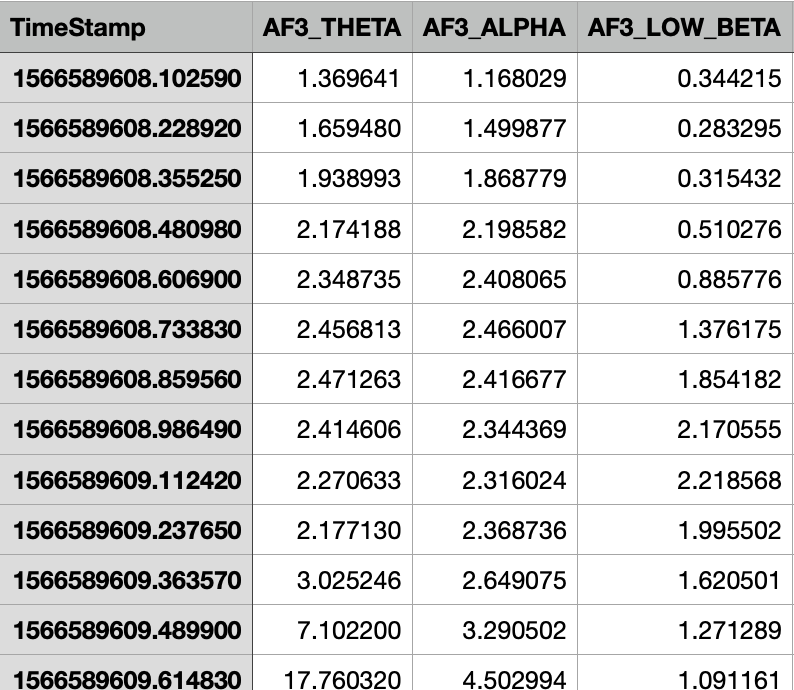 TimeStamp AF3_THETA AF3_ALPHA AF3_LOW_BETA
1566589608.102590 1.369641 1.168029 0.344215
1566589608.228920 1.659480 1.499877 0.283295
1566589608.355250 1.938993 1.868779 0.315432
1566589608.480980 2.174188 2.198582 0.510276
1566589608.606900 2.348735 2.408065 0.885776
1566589608.733830 2.456813 2.466007 1.376175
1566589608.859560 2.471263 2.416677 1.854182
1566589608.986490 2.414606 2.344369 2.170555
1566589609.112420 2.270633 2.316024 2.218568
1566589609.237650 2.177130 2.368736 1.995502
1566589609.363570 3.025246 2.649075 1.620501
1566589609.489900 7.102200 3.290502 1.271289
1566589609.614830 17.760320 4.502994 1.091161